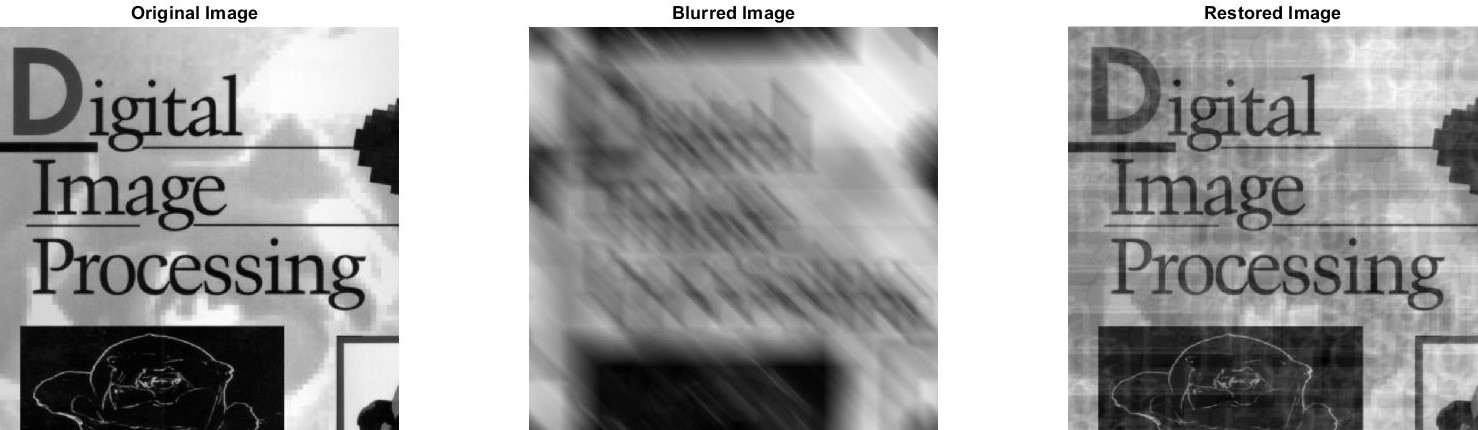 Original Image
Digital
Image
Processing
Blurred Image
Restored Image
Digital
Image
Processing